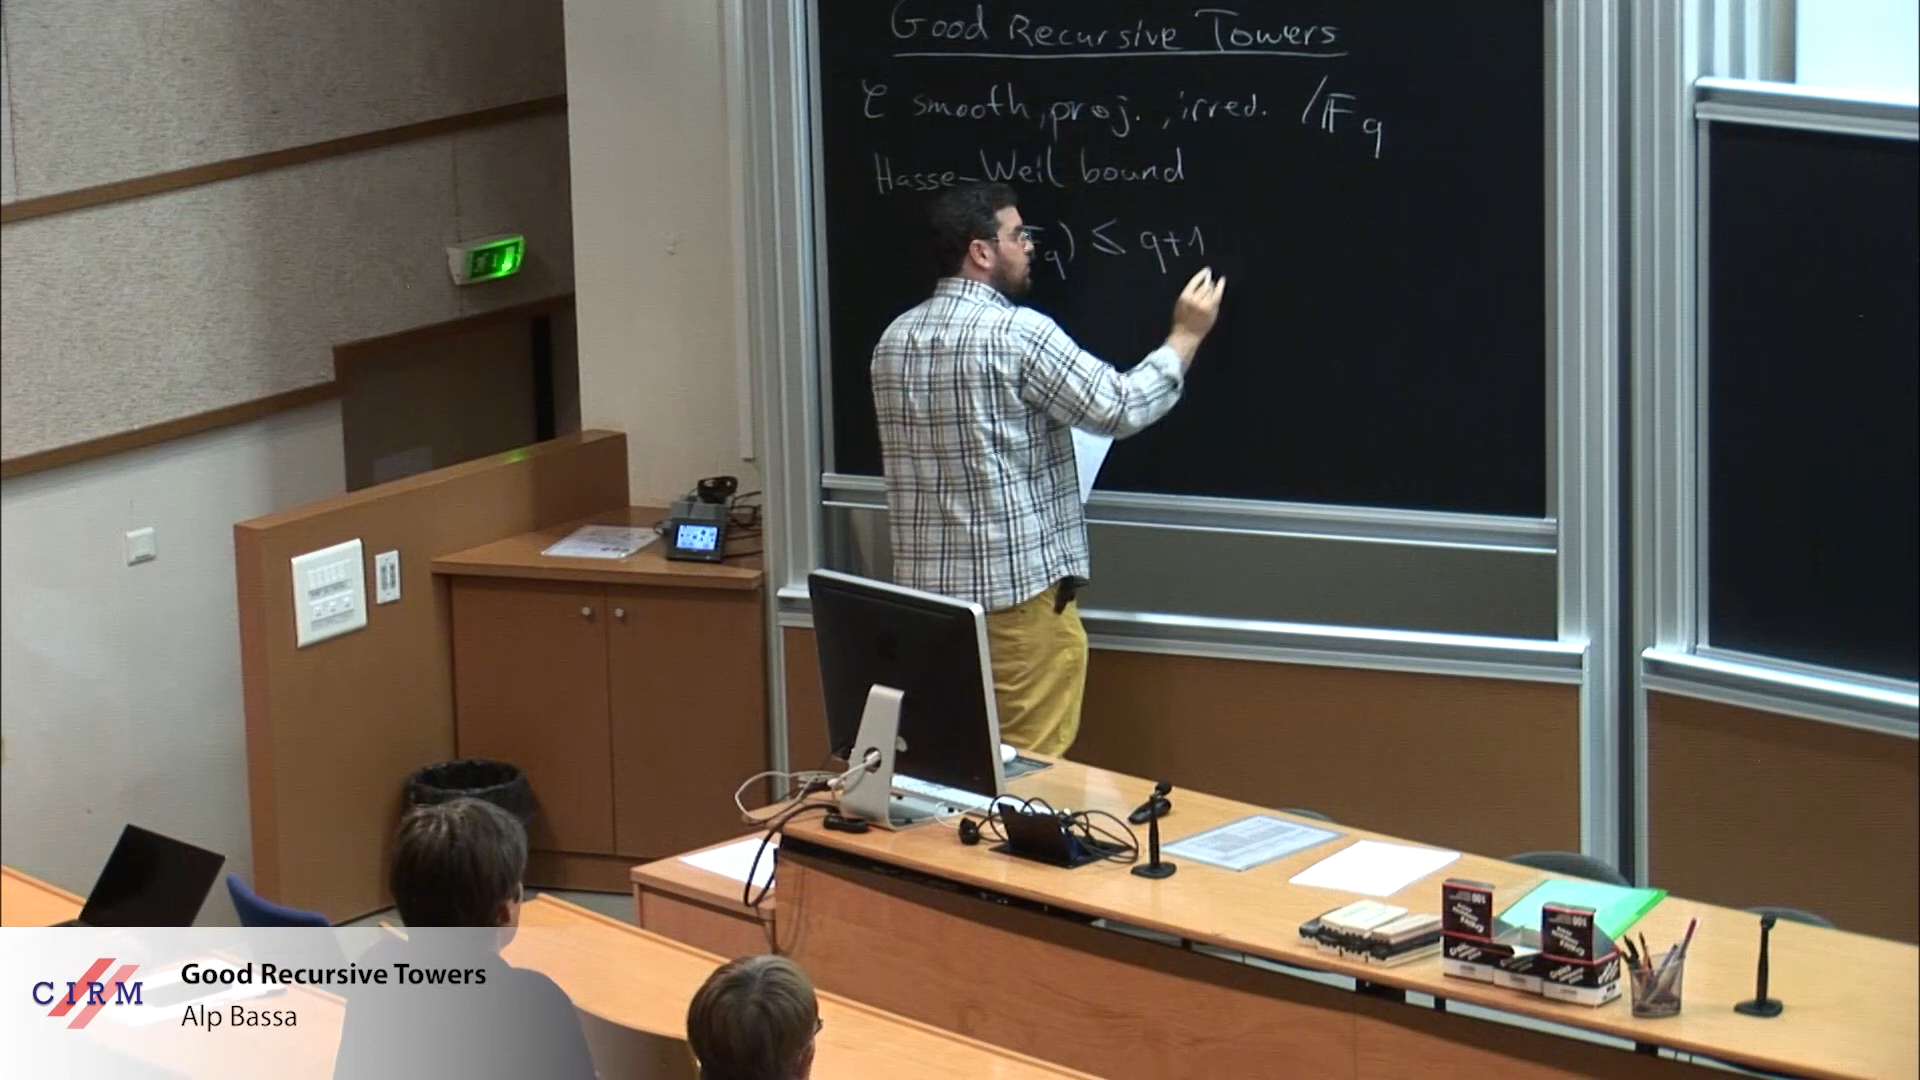 Good Recursive Towers
C smooth, proj., irred. /𝔽q
Hasse-Weil bound
q) ≤ q+1
CIRM
Good Recursive Towers
Alp Bassa